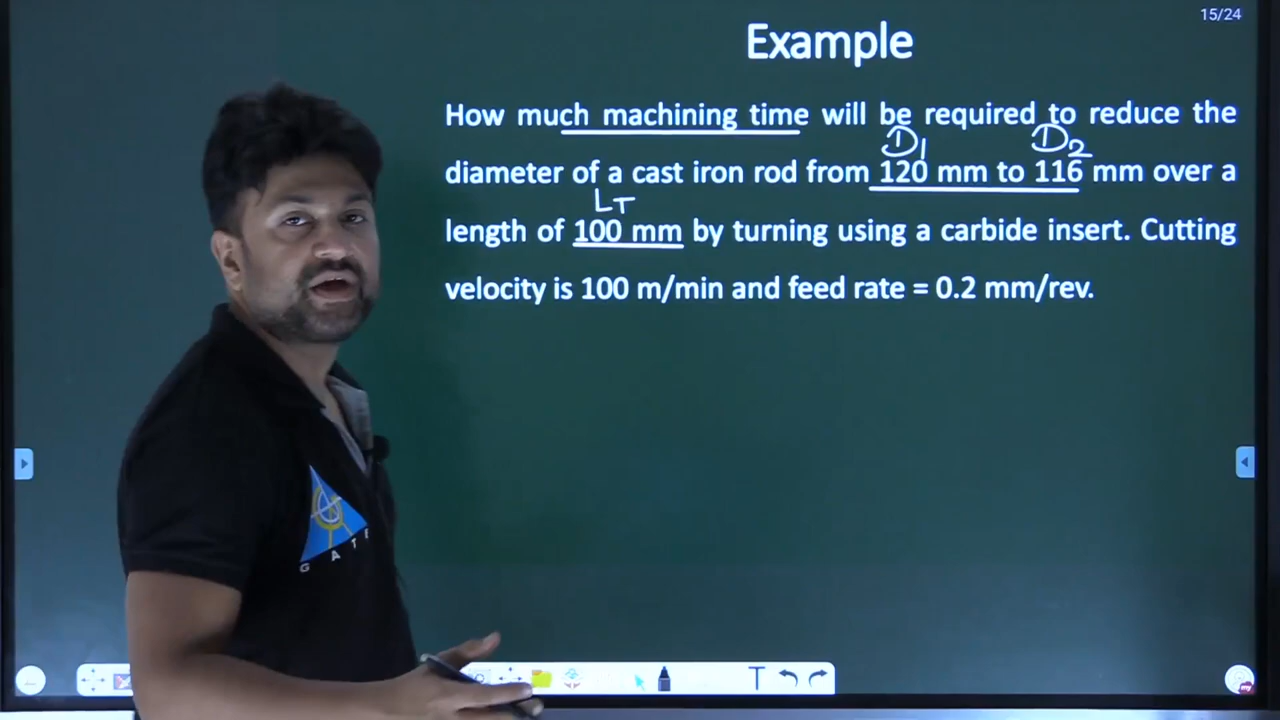 15/24
Example
How much machining time will be required to reduce the
D1 D2
diameter of a cast iron rod from 120 mm to 116 mm over a
LT
length of 100 mm by turning using a carbide insert. Cutting
velocity is 100 m/min and feed rate = 0.2 mm/rev.
GATE
T